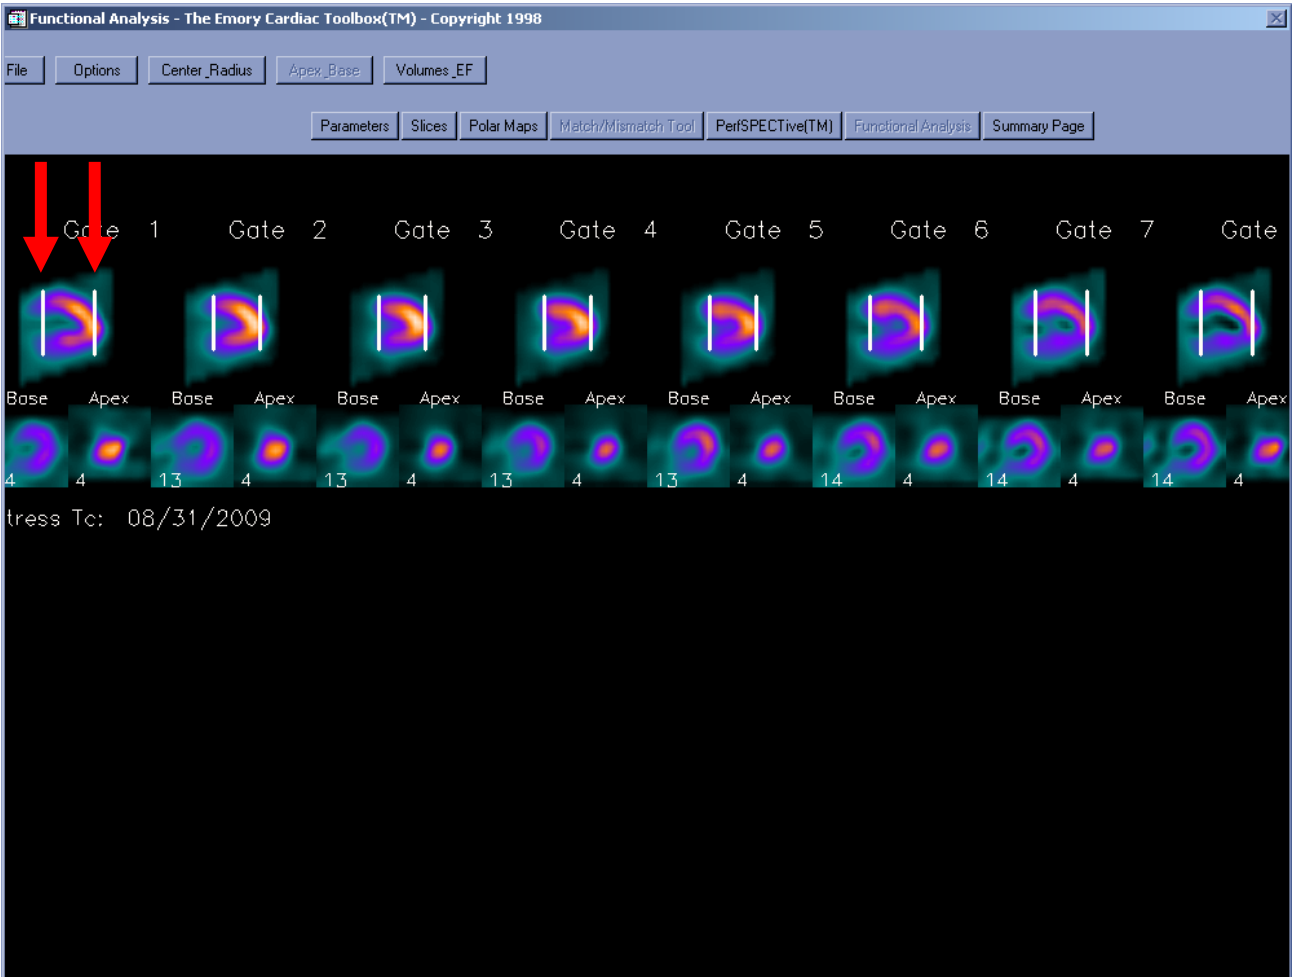 Functional Analysis - The Emory Cardiac Toolbox(TM) - Copyright 1998
File Options Center_Radius Apex_Base Volumes_EF
Parameters Slices Polar Maps Match/Mismatch Tool PerfSPECTive(TM) Functional Analysis Summary Page
Gate 1 Gate 2 Gate 3 Gate 4 Gate 5 Gate 6 Gate 7 Gate
Base Apex Base Apex Base Apex Base Apex Base Apex Base Apex Base Apex Base Apex
4 4 13 4 13 4 13 4 13 4 14 4 14 4 14 4
tress Tc: 08/31/2009